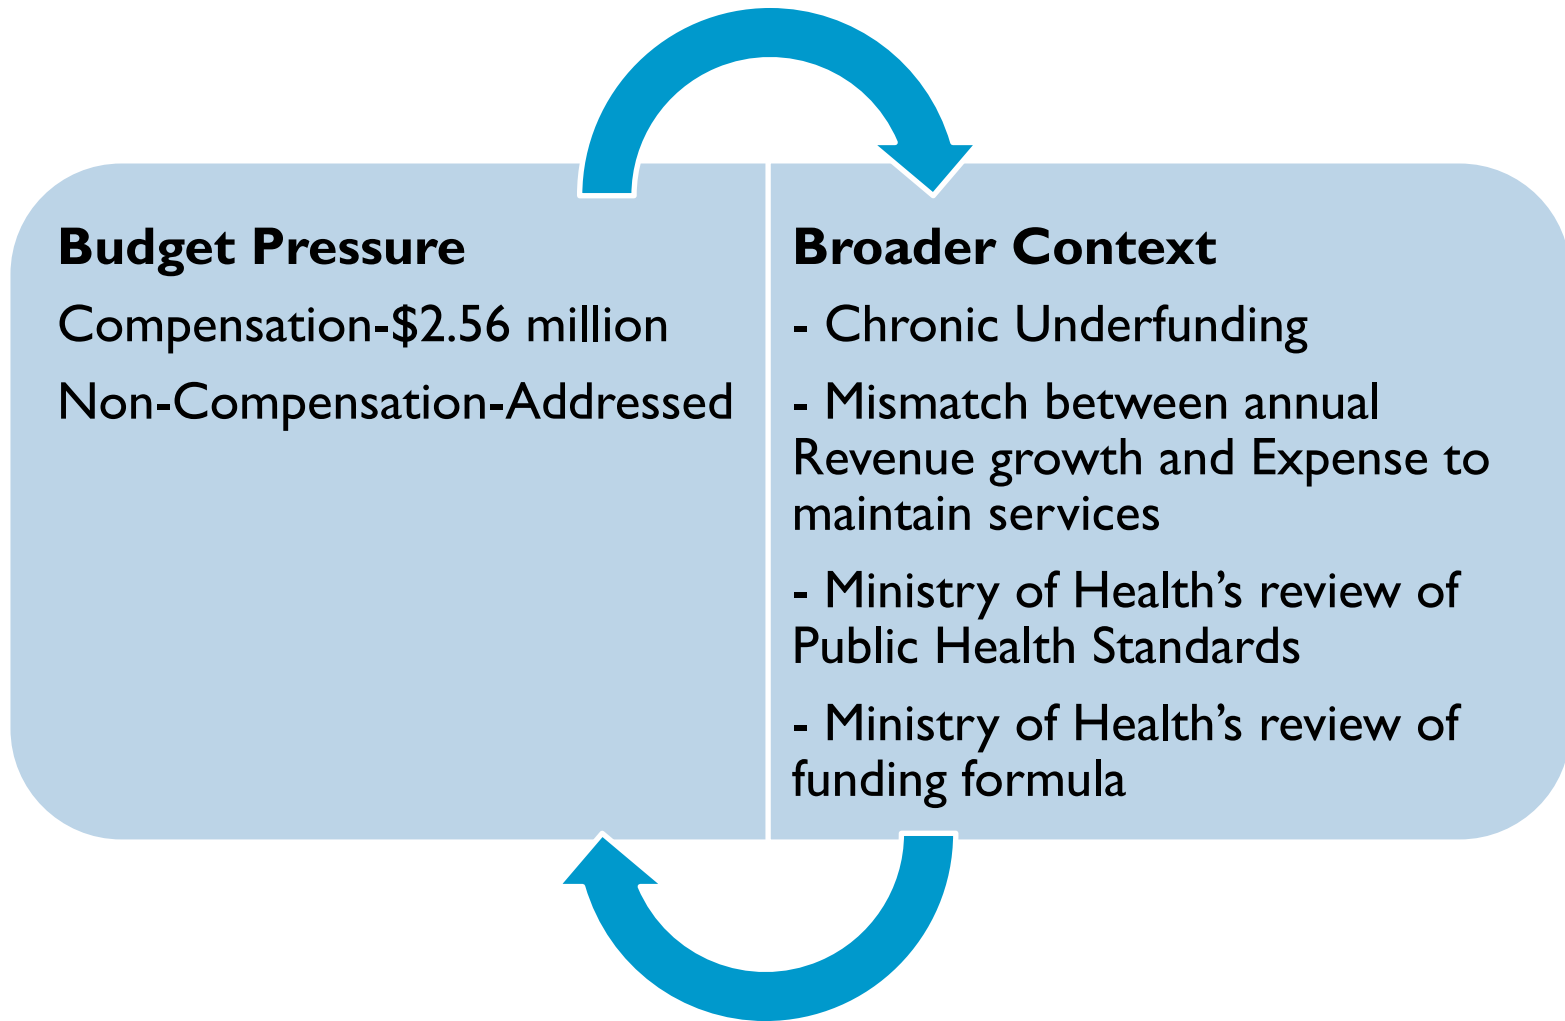 Budget Pressure
Compensation-$2.56 million
Non-Compensation-Addressed
Broader Context
- Chronic Underfunding
- Mismatch between annual
Revenue growth and Expense to
maintain services
- Ministry of Health’s review of
Public Health Standards
- Ministry of Health’s review of
funding formula